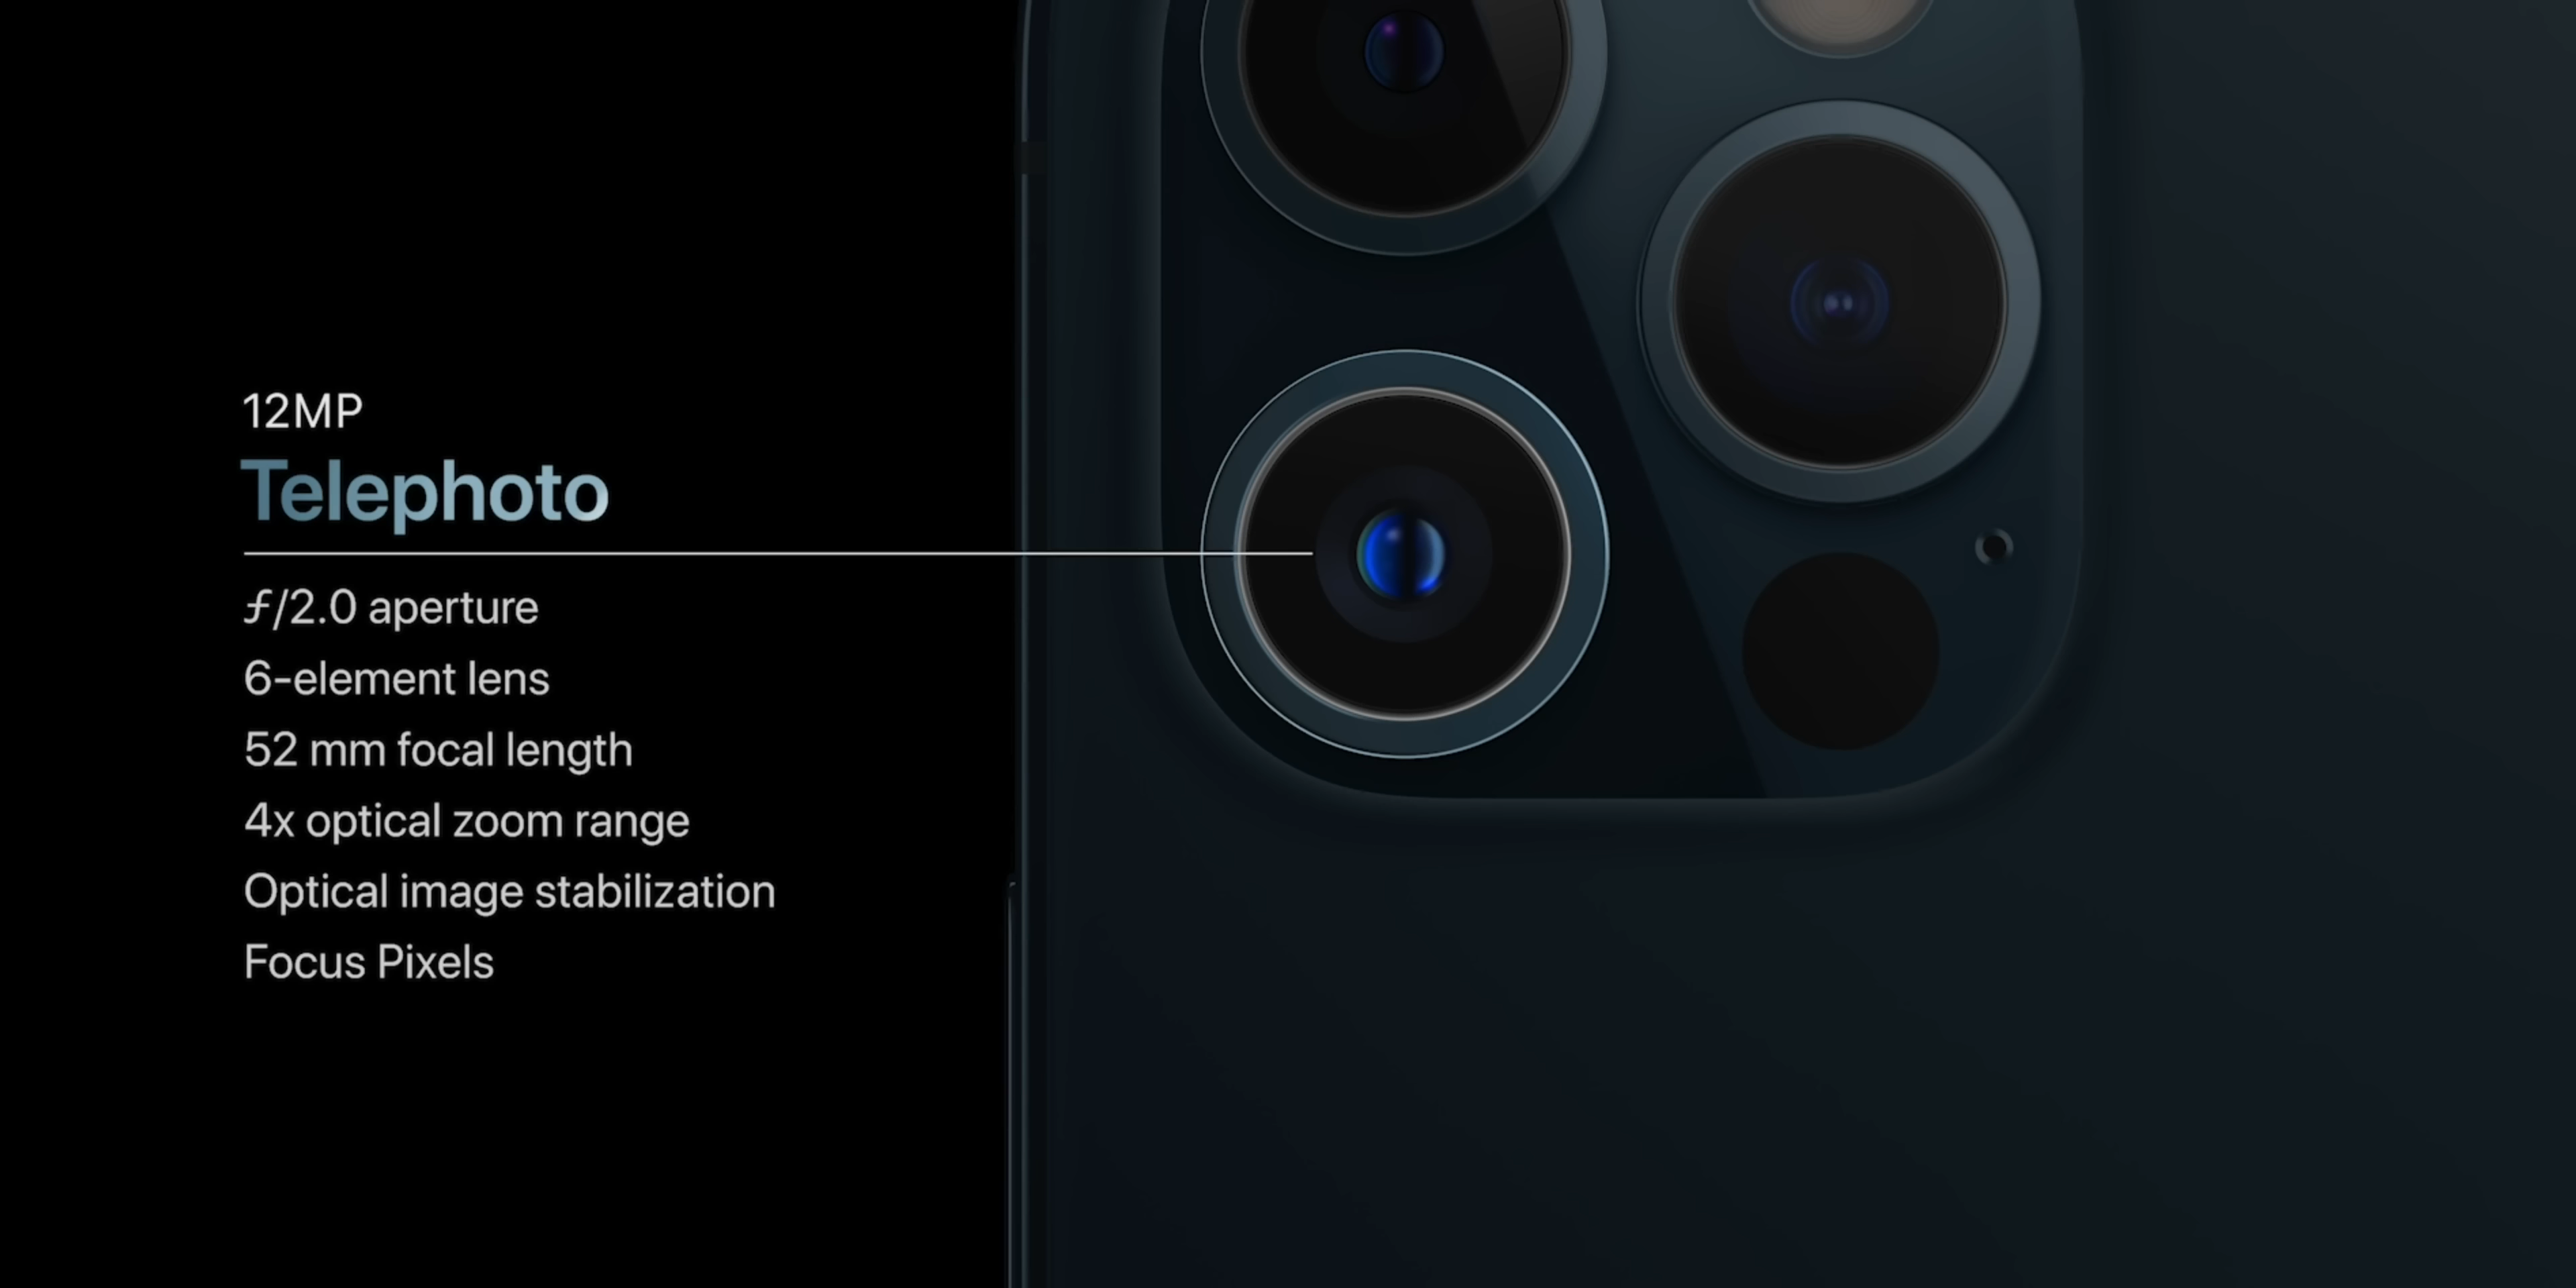 12MP
Telephoto
ƒ/2.0 aperture
6-element lens
52 mm focal length
4x optical zoom range
Optical image stabilization
Focus Pixels